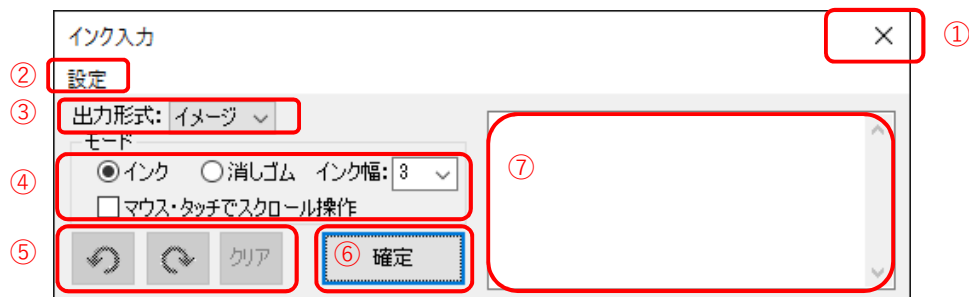 インク入力 ①
② 設定
③ 出力形式: イメージ
モード
④ インク 消しゴム インク幅: 3
マウス・タッチでスクロール操作
⑤ クリア ⑥ 確定
⑦